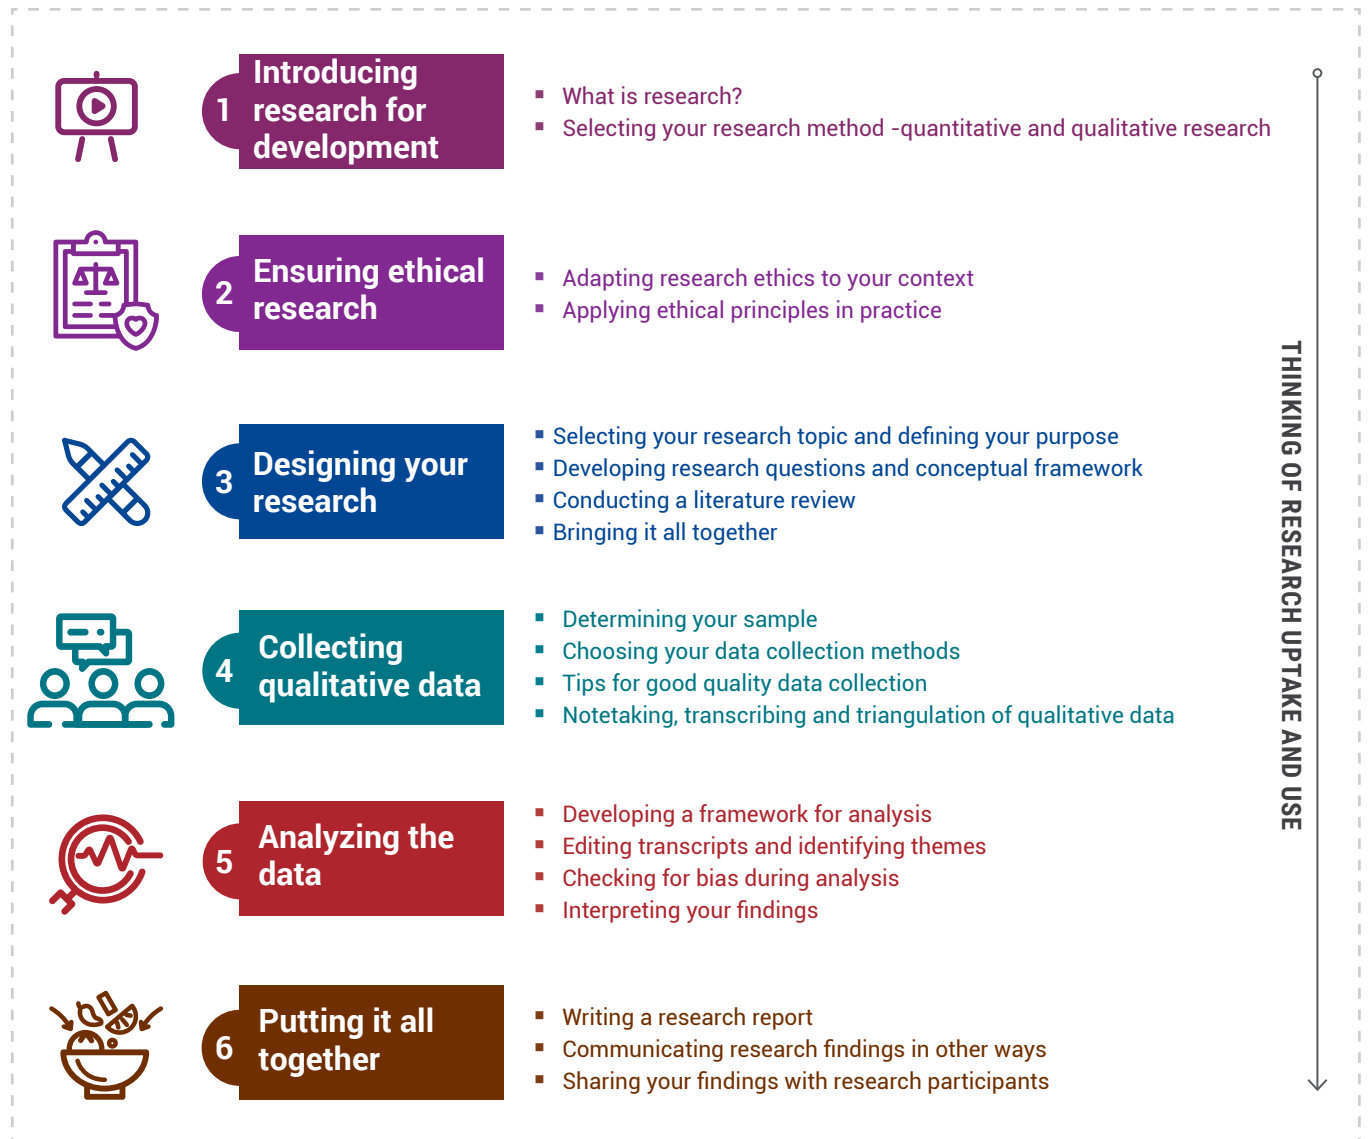 1
Introducing
research for
development
▪ What is research?
▪ Selecting your research method -quantitative and qualitative research
2
Ensuring ethical
research
▪ Adapting research ethics to your context
▪ Applying ethical principles in practice
3
Designing your
research
▪ Selecting your research topic and defining your purpose
▪ Developing research questions and conceptual framework
▪ Conducting a literature review
▪ Bringing it all together
4
Collecting
qualitative data
▪ Determining your sample
▪ Choosing your data collection methods
▪ Tips for good quality data collection
▪ Notetaking, transcribing and triangulation of qualitative data
5
Analyzing the
data
▪ Developing a framework for analysis
▪ Editing transcripts and identifying themes
▪ Checking for bias during analysis
▪ Interpreting your findings
6
Putting it all
together
▪ Writing a research report
▪ Communicating research findings in other ways
▪ Sharing your findings with research participants
THINKING OF RESEARCH UPTAKE AND USE